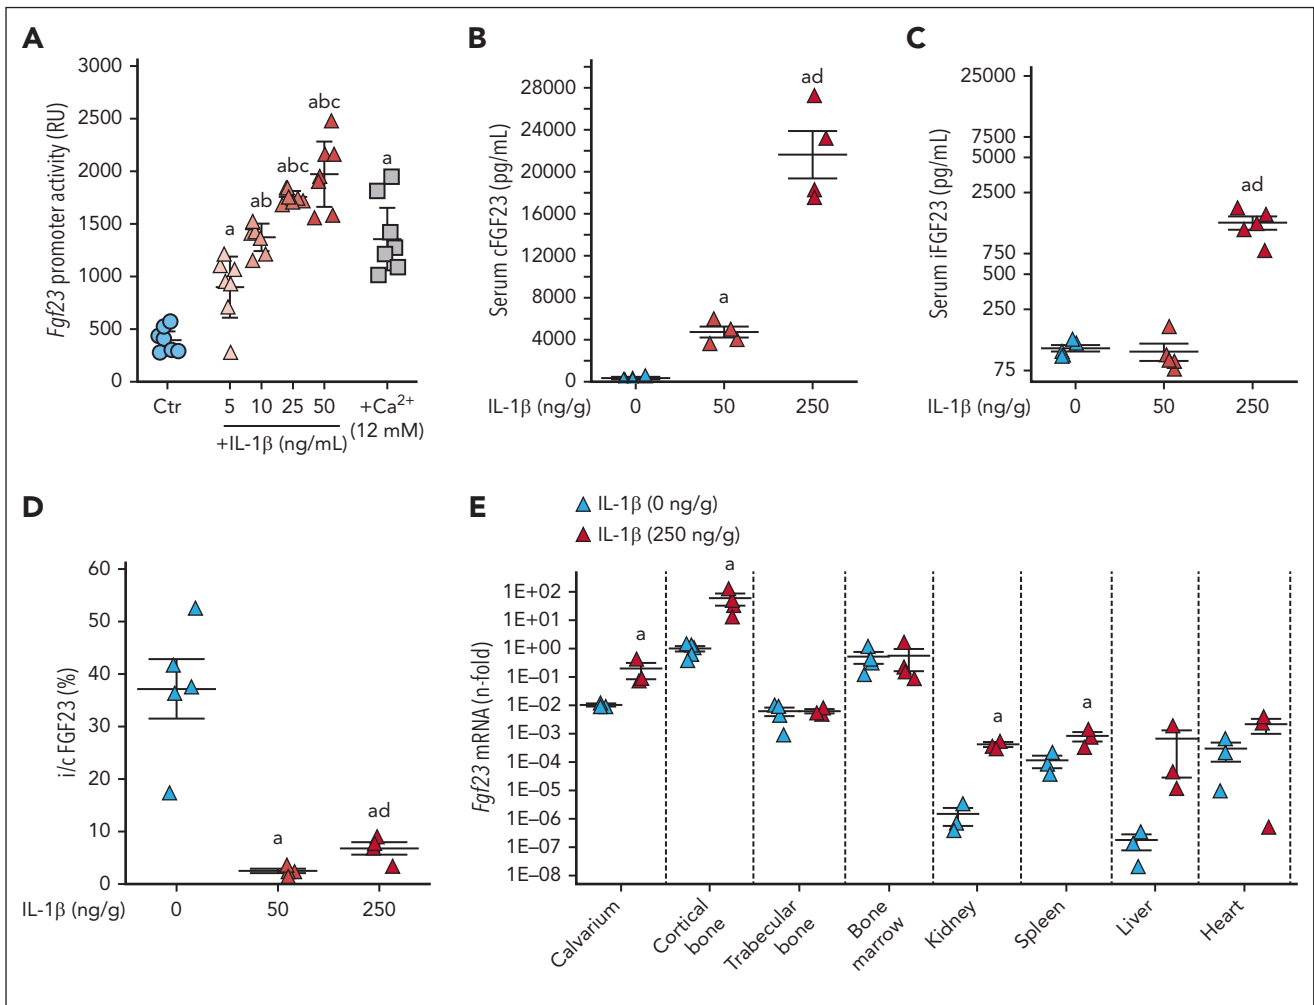 A
Fgf23 promoter activity (RU)
3000
2500
2000
1500
1000
500
0
a
ab
abc
abc
a
Ctr
5
10
25
50
+IL-1β (ng/mL)
+Ca2+
(12 mM)
B
Serum cFGF23 (pg/mL)
28000
24000
20000
16000
12000
8000
4000
0
a
ad
IL-1β (ng/g)
0
50
250
C
Serum iFGF23 (pg/mL)
25000
7500
5000
2500
750
500
250
75
ad
IL-1β (ng/g)
0
50
250
D
i/c FGF23 (%)
60
50
40
30
20
10
0
a
ad
IL-1β (ng/g)
0
50
250
E
IL-1β (0 ng/g)
IL-1β (250 ng/g)
Fgf23 mRNA (n-fold)
1E+02
1E+01
1E+00
1E–01
1E–02
1E–03
1E–04
1E–05
1E–06
1E–07
1E–08
a
a
a
a
Calvarium
Cortical
bone
Trabecular
bone
Bone
marrow
Kidney
Spleen
Liver
Heart